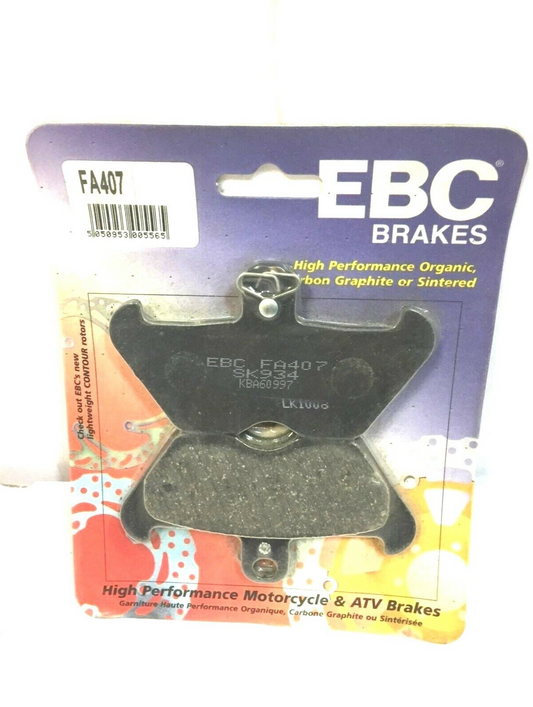 FA407
5 050953 005565
EBC®
BRAKES
High Performance Organic,
rbon Graphite or Sintered
Check out EBC's new
lightweight CONTOUR rotors
EBC FA407
SK934
KBA60997
LK1008
High Performance Motorcycle & ATV Brakes
Garniture Haute Performance Organique, Carbone Graphite ou Sintérisée